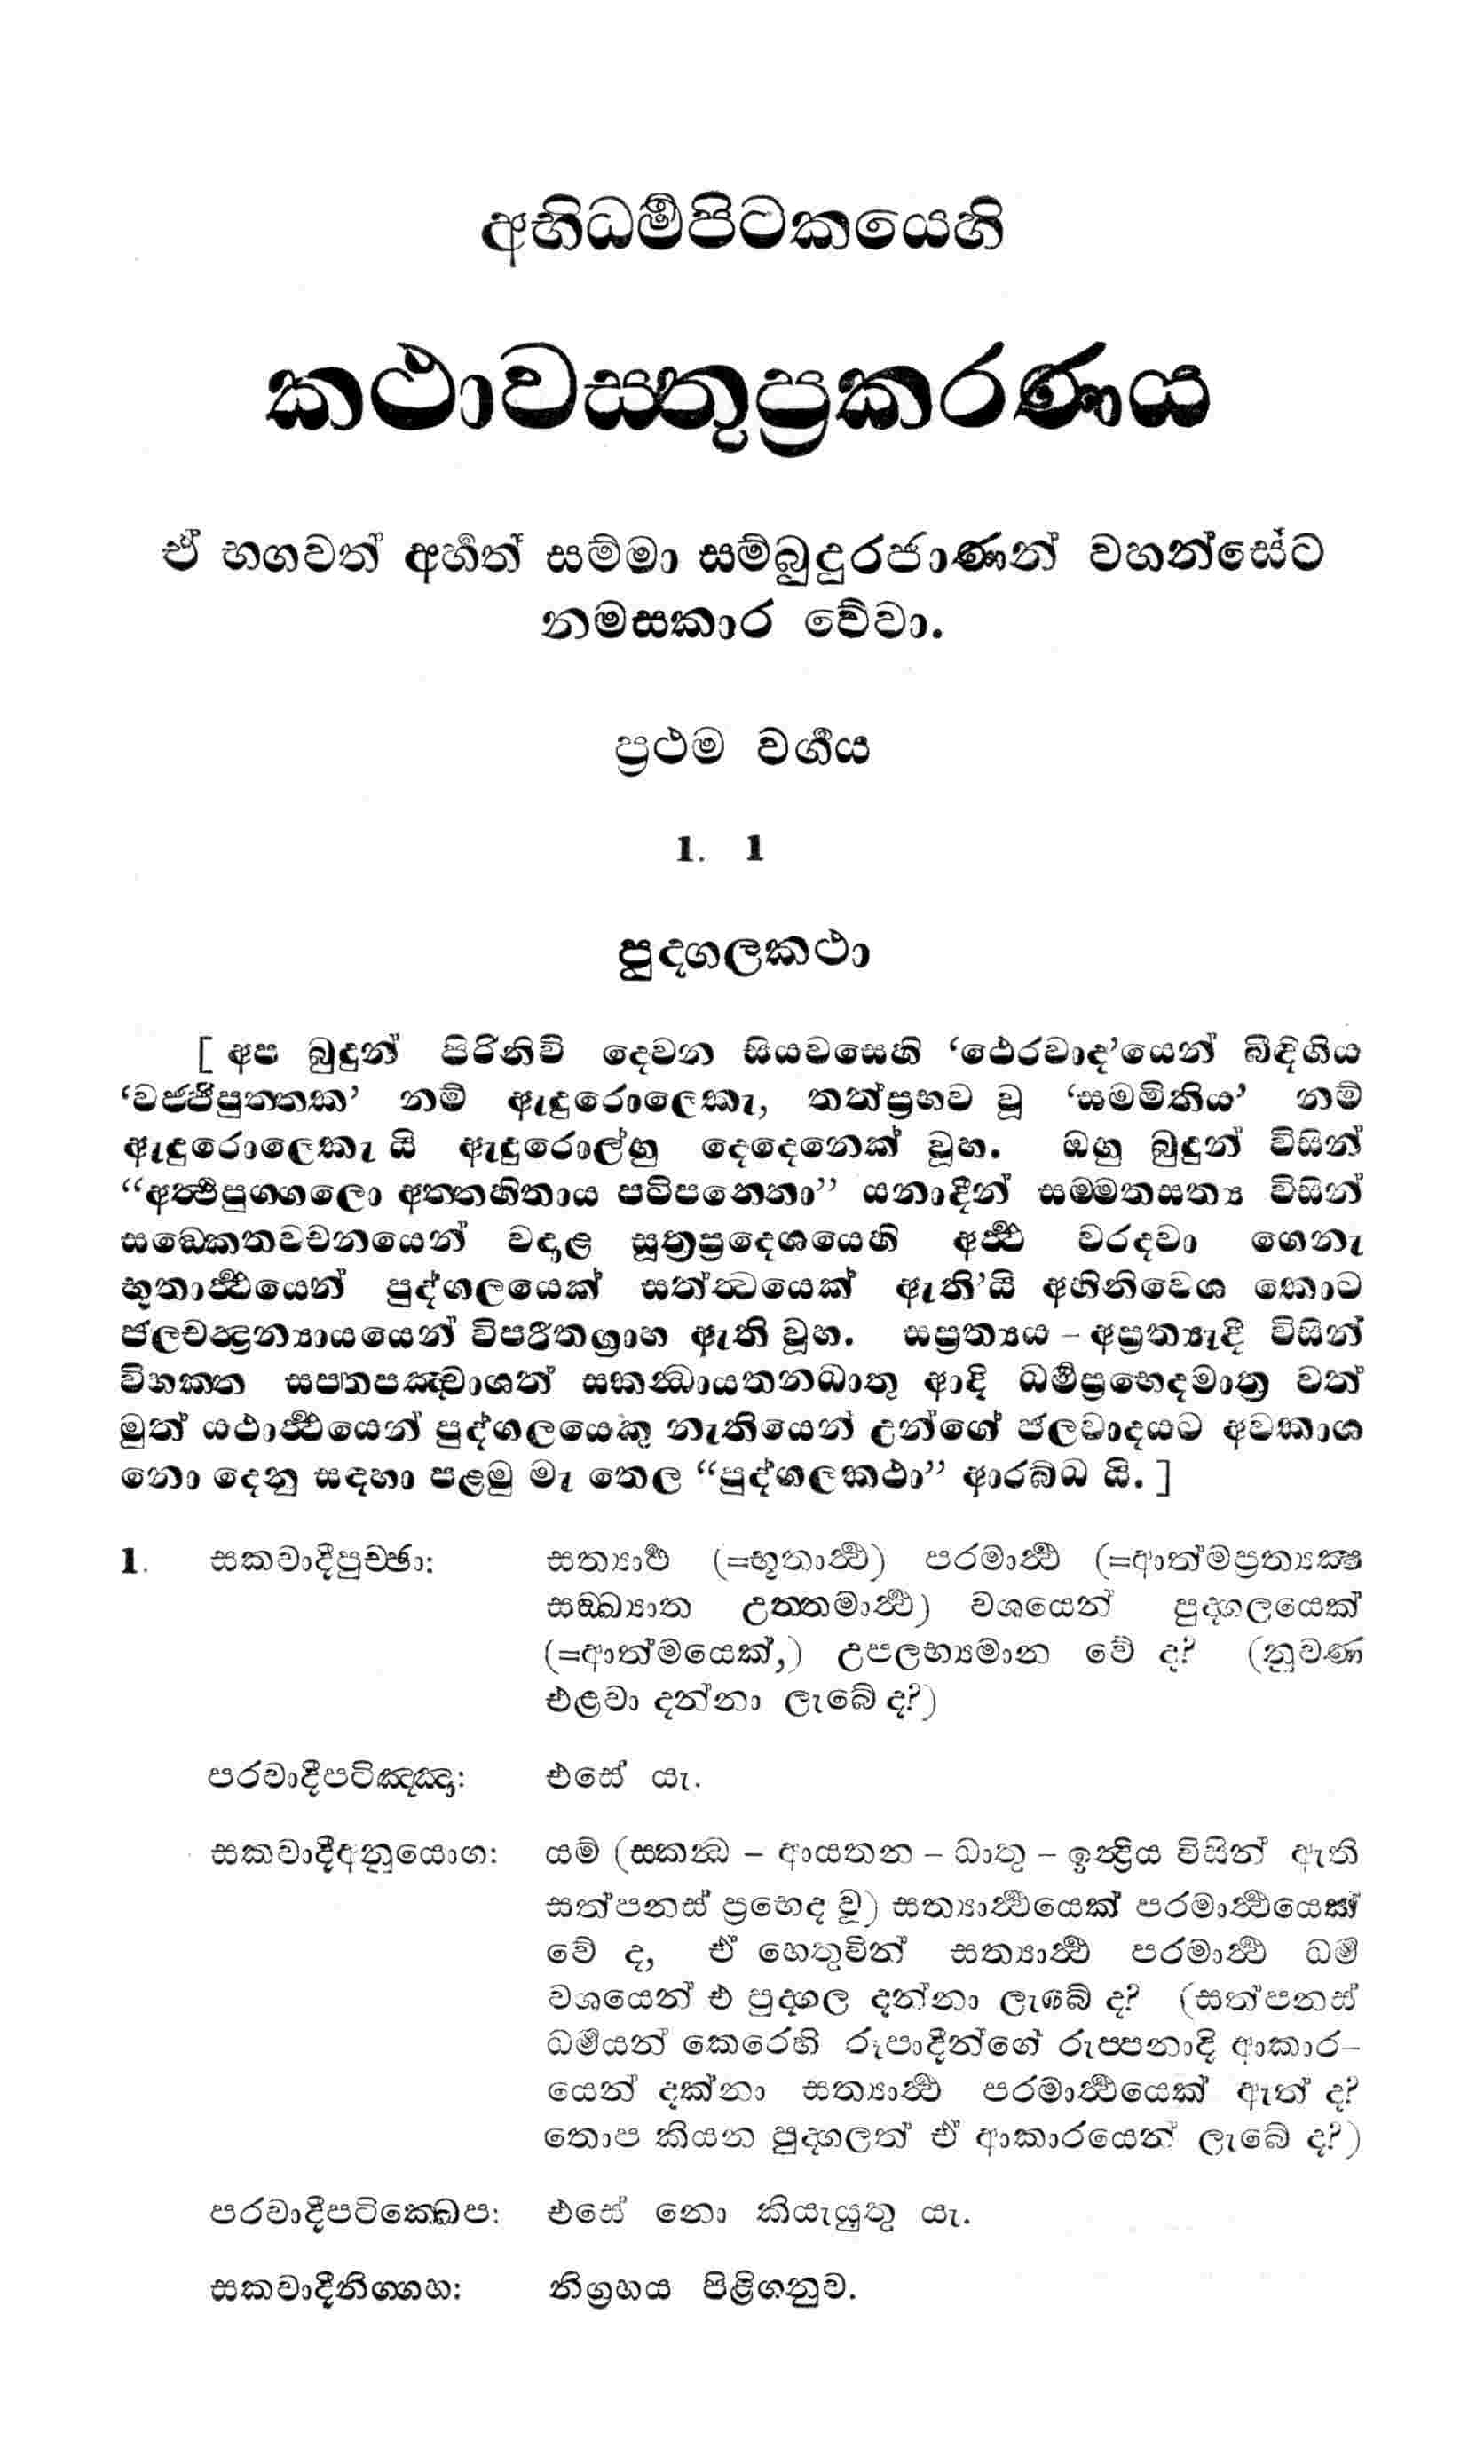 අභිධර්‍මපිටකයෙහි
කථාවස්තුප්‍රකරණය
ඒ භගවත් අර්‍හත් සම්මා සම්බුදුරජාණන් වහන්සේට
නමස්කාර වේවා.
ප්‍රථම වර්‍ගය
1. 1
පුද්ගලකථා
[ අප බුදුන් පිරිනිවි දෙවන සියවසෙහි ‘ථෙරවාද’යෙන් බිඳිගිය
‘වජ්ජිපුත්තක’ නම් ඇදුරොලෙකැ, තත්ප්‍රභව වූ ‘සම්මිතිය’ නම්
ඇදුරොලෙකැ යි ඇදුරොල්හු දෙදෙනෙක් වූහ. ඔහු බුදුන් විසින්
“අත්‍ථිපුග්ගලො අත්තහිතාය පටිපන්නො” යනාදීන් සම්මතසත්‍ය විසින්
සඞ්කෙතවචනයෙන් වදාළ සූත්‍රප්‍රදෙශයෙහි අර්‍ත්‍ථ වරදවා ගෙනැ
භූතාර්‍ත්‍ථයෙන් පුද්ගලයෙක් සත්ත්‍වයෙක් ඇති’යි අභිනිවෙශ කොට
ජලචන්‍ද්‍රන්‍යායයෙන් විපරීතග්‍රාහ ඇති වූහ. සප්‍රත්‍යය – අප්‍රත්‍යැදී විසින්
විභක්ත සප්තපඤ්චාශත් ස්කන්‍ධායතනධාතු ආදි ධර්‍මප්‍රභෙදමාත්‍ර වත්
මුත් යථාර්‍ත්‍ථයෙන් පුද්ගලයෙකු නැතියෙන් උන්ගේ ජලවාදයට අවකාශ
නො දෙනු සඳහා පළමු මැ තෙල “පුද්ගලකථා” ආරබ්ධ යි. ]
1. සකවාදීපුච්ඡා: සත්‍යාර්‍ථ (=භූතාර්‍ත්‍ථ) පරමාර්‍ත්‍ථ (=ආත්මප්‍රත්‍යක්‍ෂ
සඞ්ඛ්‍යාත උත්තමාර්‍ත්‍ථ) වශයෙන් පුද්ගලයෙක්
(=ආත්මයෙක්,) උපලභ්‍යමාන වේ ද? (නුවණ
එළවා දන්නා ලැබේ ද?)
පරවාදීපටිඤ්ඤා: එසේ යැ.
සකවාදීඅනුයොග: යම් (ස්කන්‍ධ – ආයතන – ධාතු – ඉන්‍ද්‍රිය විසින් ඇති
සත්පනස් ප්‍රභෙද වූ) සත්‍යාර්‍ත්‍ථයෙක් පරමාර්‍ත්‍ථයෙක්
වේ ද, ඒ හෙතුවින් සත්‍යාර්‍ත්‍ථ පරමාර්‍ත්‍ථ ධර්‍ම
වශයෙන් එ පුද්ගල දන්නා ලැබේ ද? (සත්පනස්
ධර්‍මයන් කෙරෙහි රූපාදීන්ගේ රුප්පනාදි ආකාර–
යෙන් දක්නා සත්‍යාර්‍ත්‍ථ පරමාර්‍ත්‍ථයෙක් ඇත් ද?
තොප කියන පුද්ගලත් ඒ ආකාරයෙන් ලැබේ ද?)
පරවාදීපටික්ඛෙප: එසේ නො කියැයුතු යැ.
සකවාදීනිග්ගහ: නිග්‍රහය පිළිගනුව.